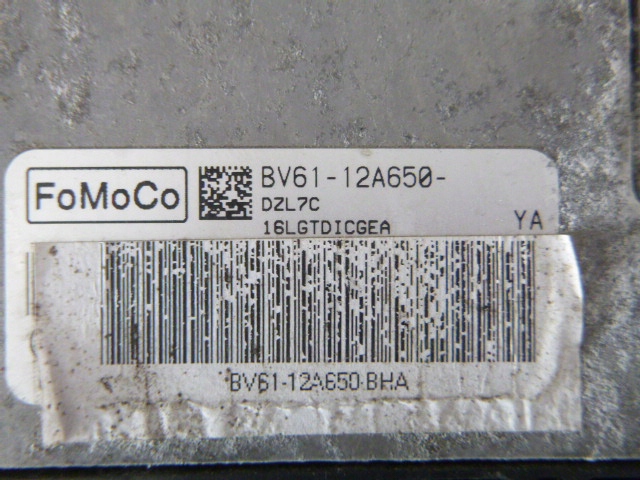 FoMoCo
BV61-12A650-
DZL7C
16LGTDICGEA
YA
BV61-12A650-BHA